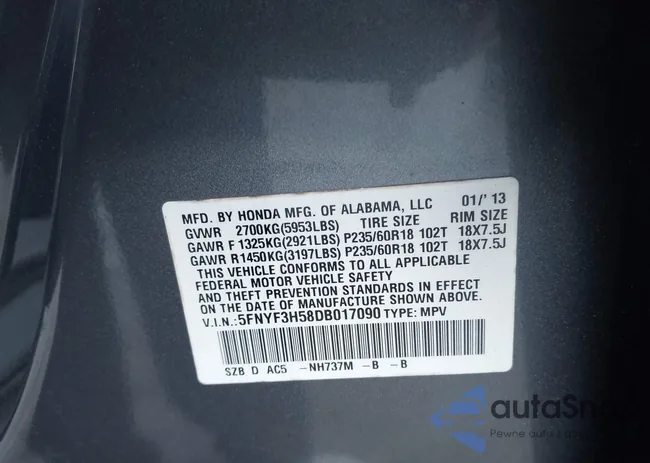 MFD. BY HONDA MFG. OF ALABAMA, LLC 01/'13
GVWR 2700KG(5953LBS) TIRE SIZE RIM SIZE
GAWR F 1325KG(2921LBS) P235/60R18 102T 18X7.5J
GAWR R1450KG(3197LBS) P235/60R18 102T 18X7.5J
THIS VEHICLE CONFORMS TO ALL APPLICABLE
FEDERAL MOTOR VEHICLE SAFETY
AND THEFT PREVENTION STANDARDS IN EFFECT
ON THE DATE OF MANUFACTURE SHOWN ABOVE.
V.I.N.:5FNYF3H58DB017090 TYPE: MPV
SZB D AC5 -NH737M -B -B
Pewne auta z